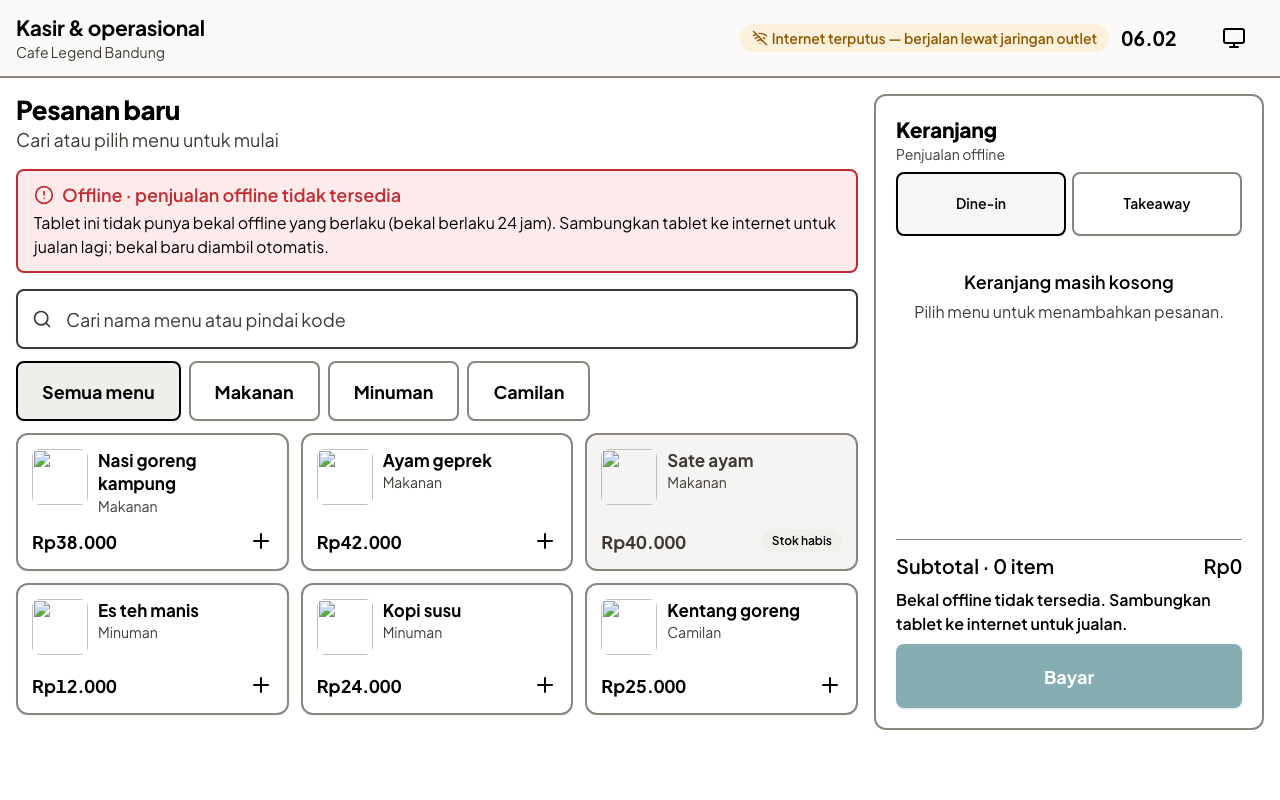 Kasir & operasional
Cafe Legend Bandung
Internet terputus — berjalan lewat jaringan outlet
06.02
Pesanan baru
Cari atau pilih menu untuk mulai
Offline · penjualan offline tidak tersedia
Tablet ini tidak punya bekal offline yang berlaku (bekal berlaku 24 jam). Sambungkan tablet ke internet untuk
jualan lagi; bekal baru diambil otomatis.
Cari nama menu atau pindai kode
Semua menu
Makanan
Minuman
Camilan
Nasi goreng
kampung
Makanan
Rp38.000
Ayam geprek
Makanan
Rp42.000
Sate ayam
Makanan
Rp40.000
Stok habis
Es teh manis
Minuman
Rp12.000
Kopi susu
Minuman
Rp24.000
Kentang goreng
Camilan
Rp25.000
Keranjang
Penjualan offline
Dine-in
Takeaway
Keranjang masih kosong
Pilih menu untuk menambahkan pesanan.
Subtotal · 0 item
Rp0
Bekal offline tidak tersedia. Sambungkan
tablet ke internet untuk jualan.
Bayar